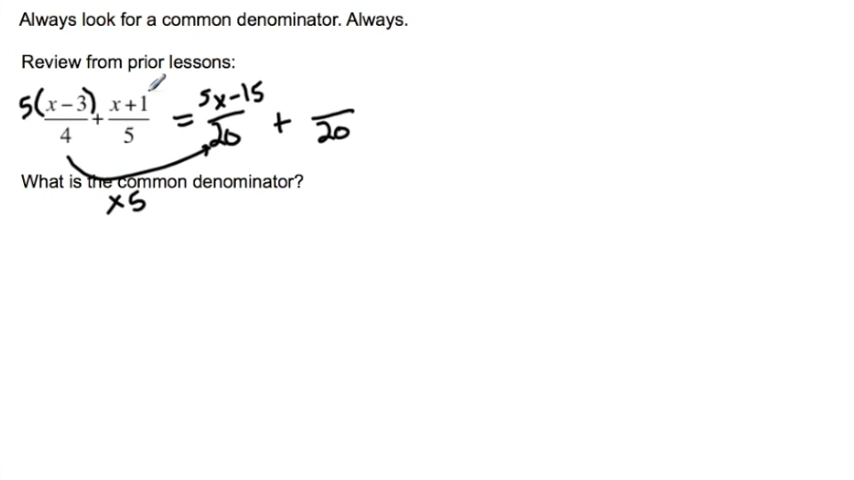 Always look for a common denominator. Always.
Review from prior lessons:
5(x-3)/4 + x+1/5 = 5x-15/20 + /20
What is the common denominator?
x5